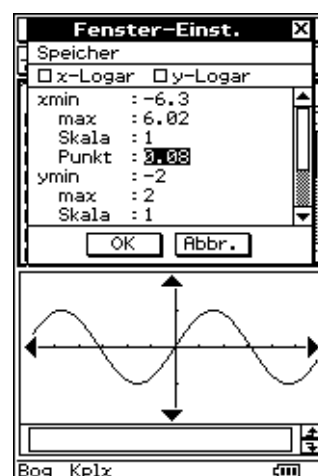 Fenster-Einst.
Speicher
x-Logar y-Logar
xmin :-6.3
max :6.02
Skala :1
Punkt :0.08
ymin :-2
max :2
Skala :1
OK Abbr.
Bog Kplx